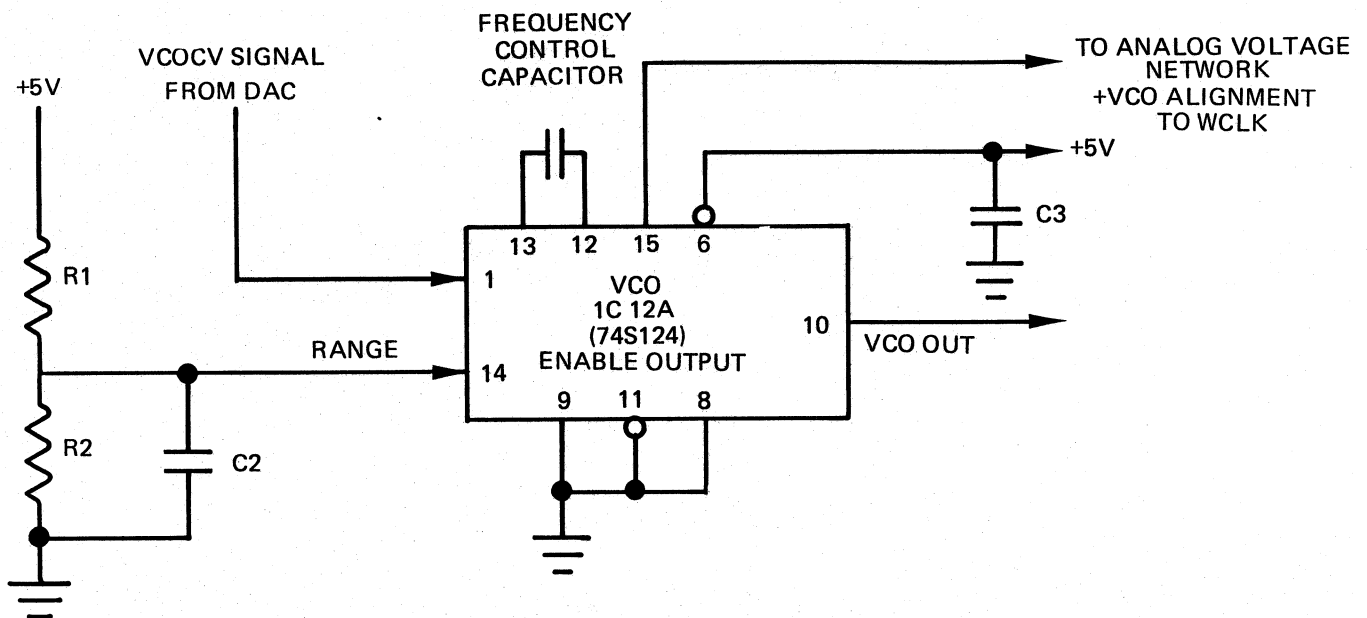 FREQUENCY
CONTROL
CAPACITOR
VCOCV SIGNAL
FROM DAC
+5V
TO ANALOG VOLTAGE
NETWORK
+VCO ALIGNMENT
TO WCLK
+5V
C3
13 12 15 6
R1
1
VCO
1C 12A
(74S124)
ENABLE OUTPUT
10
VCO OUT
RANGE
14
9 11 8
R2
C2